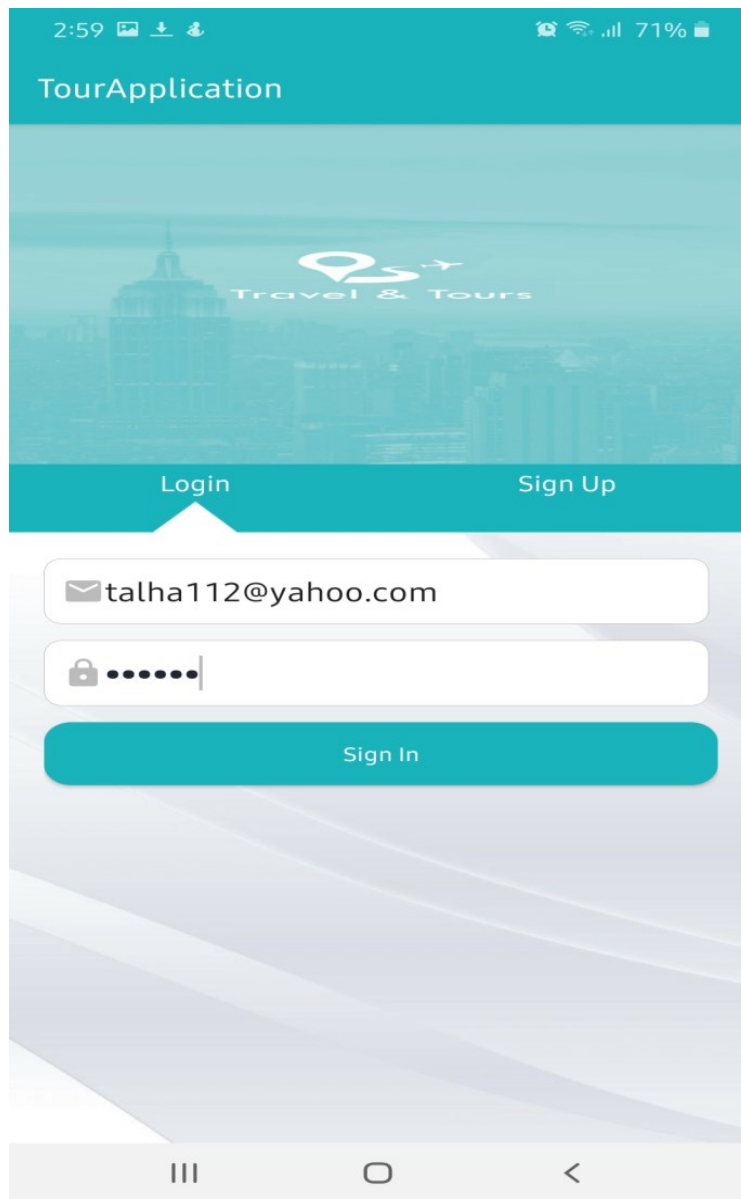 2:59 71%
TourApplication
Travel & Tours
Login Sign Up
talha112@yahoo.com
••••••
Sign In